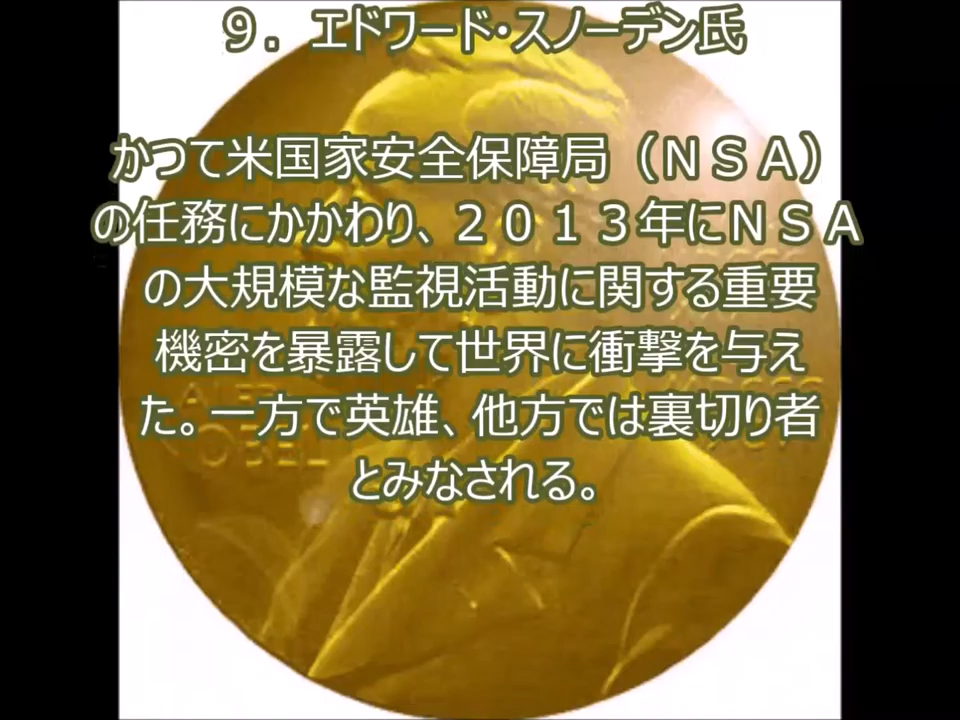 ９．エドワード・スノーデン氏
かつて米国家安全保障局（ＮＳＡ）
の任務にかかわり、２０１３年にＮＳＡ
の大規模な監視活動に関する重要
機密を暴露して世界に衝撃を与え
た。一方で英雄、他方では裏切り者
とみなされる。